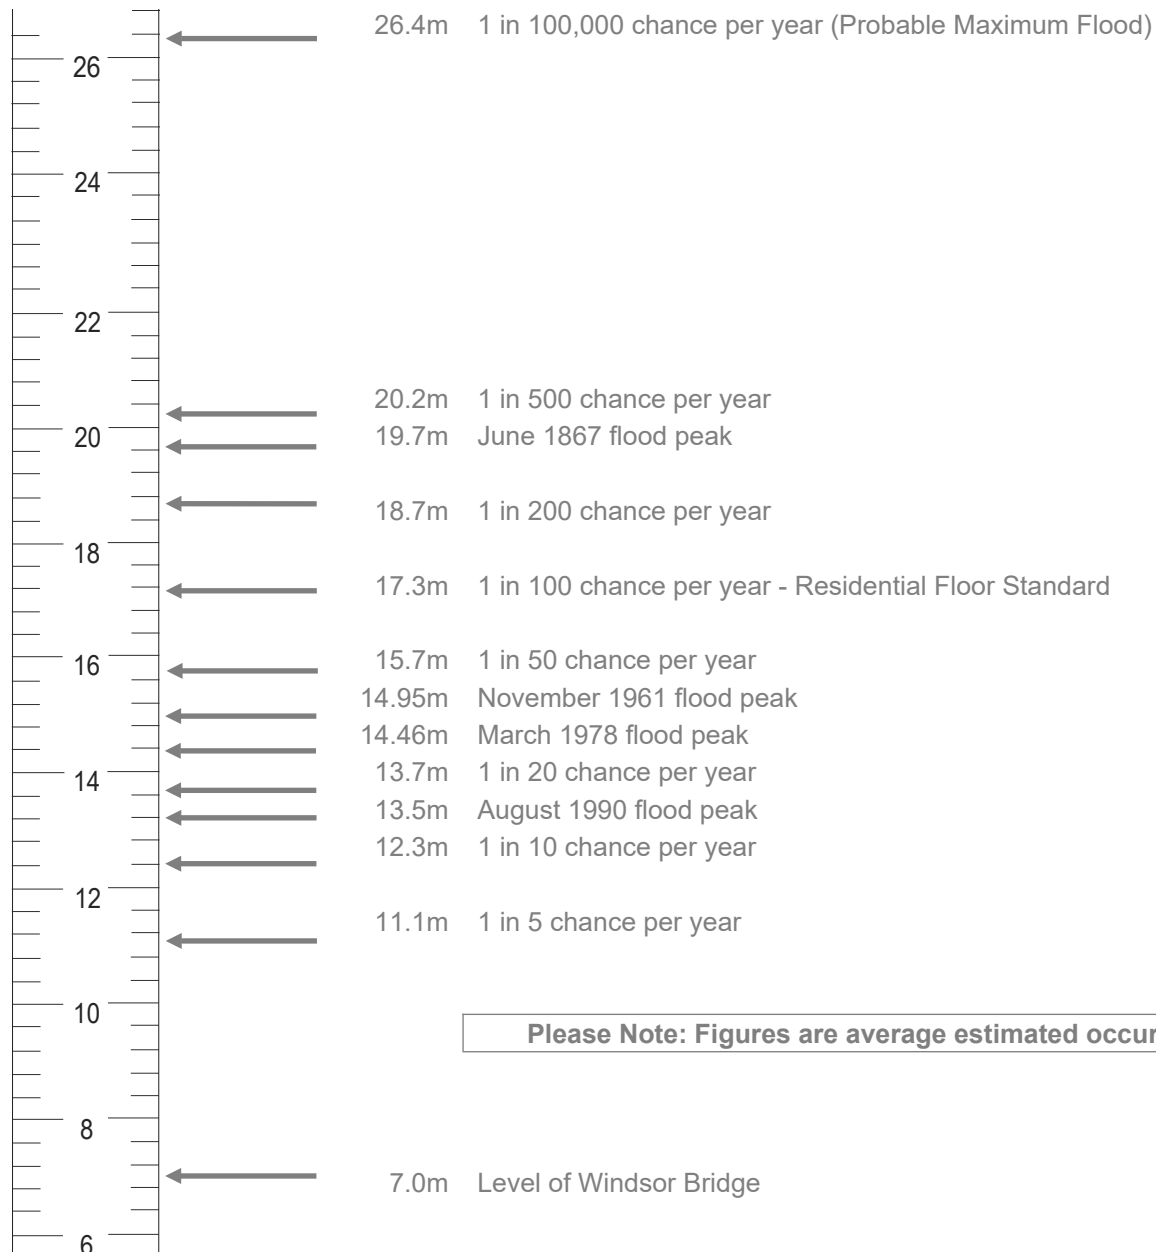 26.4m 1 in 100,000 chance per year (Probable Maximum Flood)
26
24
22
20.2m 1 in 500 chance per year
20
19.7m June 1867 flood peak
18.7m 1 in 200 chance per year
18
17.3m 1 in 100 chance per year - Residential Floor Standard
16
15.7m 1 in 50 chance per year
14.95m November 1961 flood peak
14.46m March 1978 flood peak
14
13.7m 1 in 20 chance per year
13.5m August 1990 flood peak
12.3m 1 in 10 chance per year
12
11.1m 1 in 5 chance per year
10
Please Note: Figures are average estimated occur
8
7.0m Level of Windsor Bridge
6